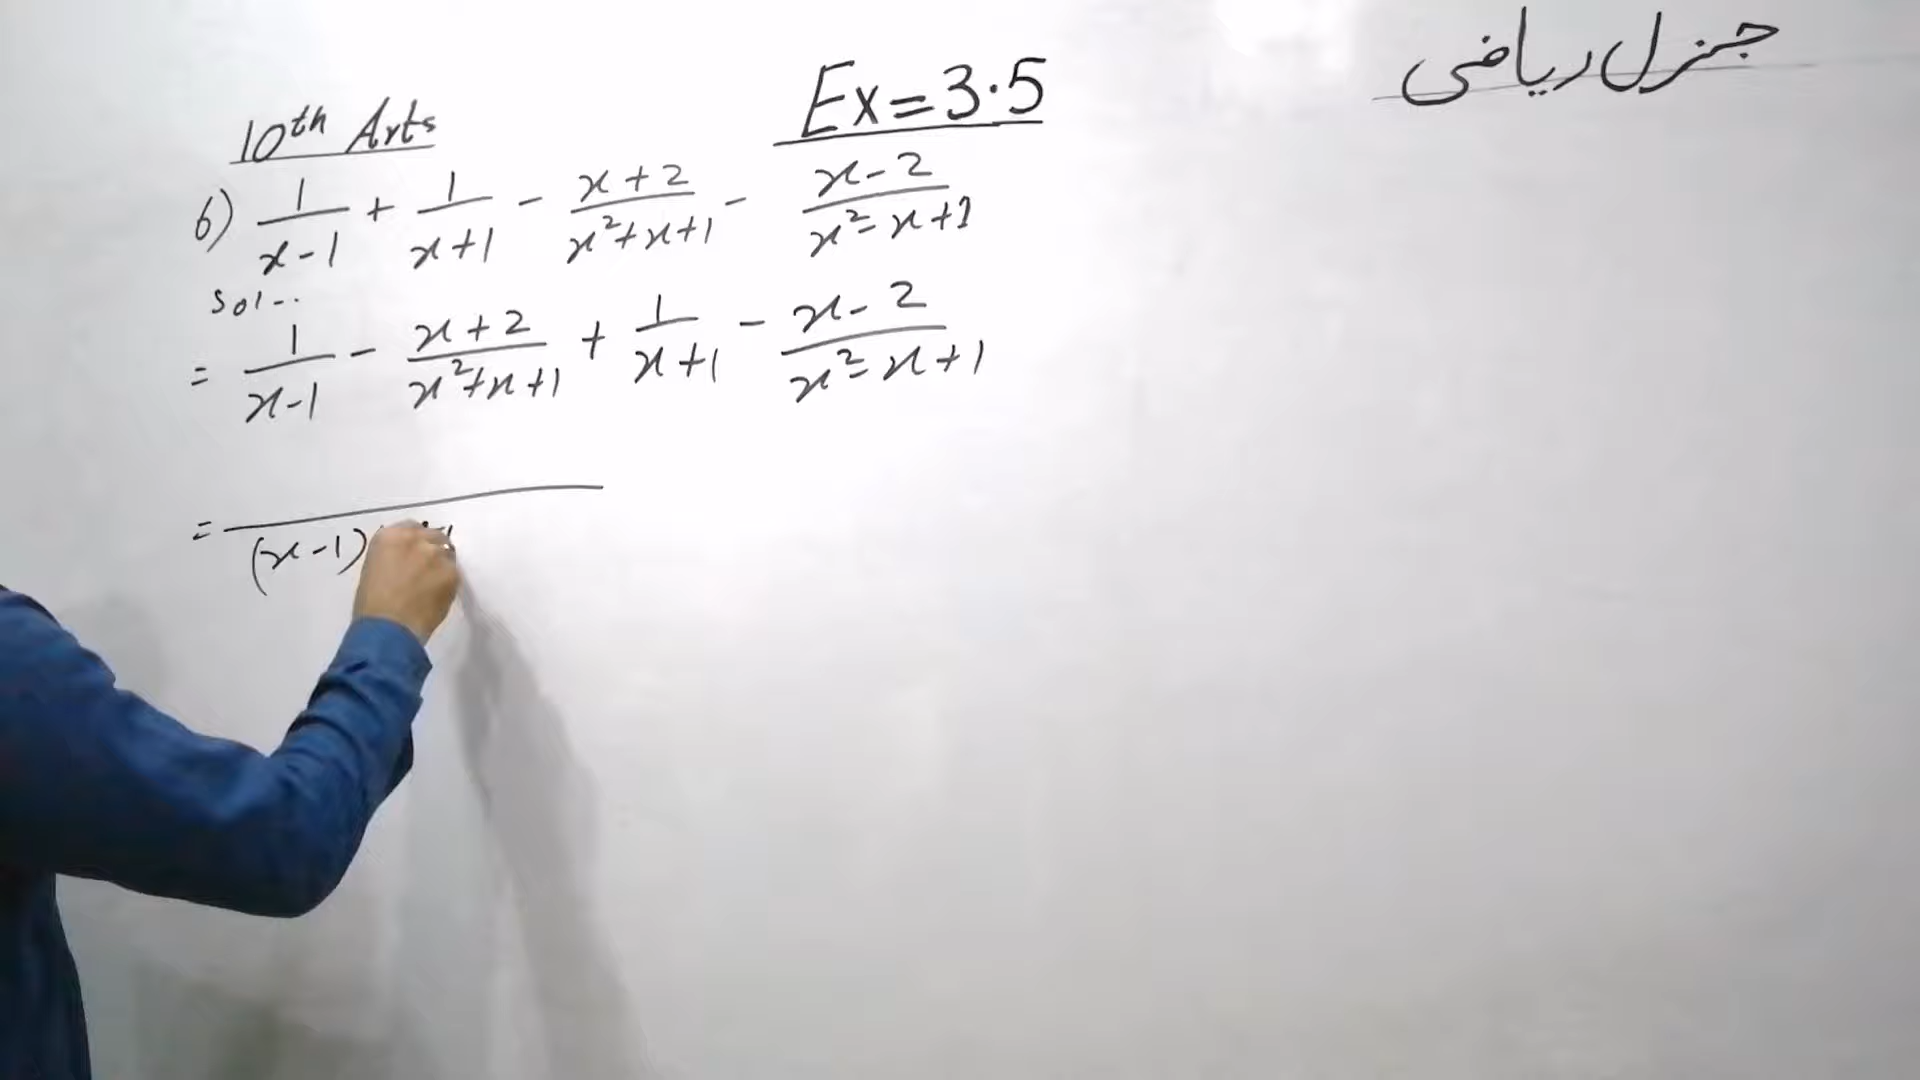 جنرل ریاضی
10th Arts
Ex = 3.5
6) 1/(x-1) + 1/(x+1) - (x+2)/(x²+x+1) - (x-2)/(x²-x+1)
Sol-..
= 1/(x-1) - (x+2)/(x²+x+1) + 1/(x+1) - (x-2)/(x²-x+1)
= (x-1)